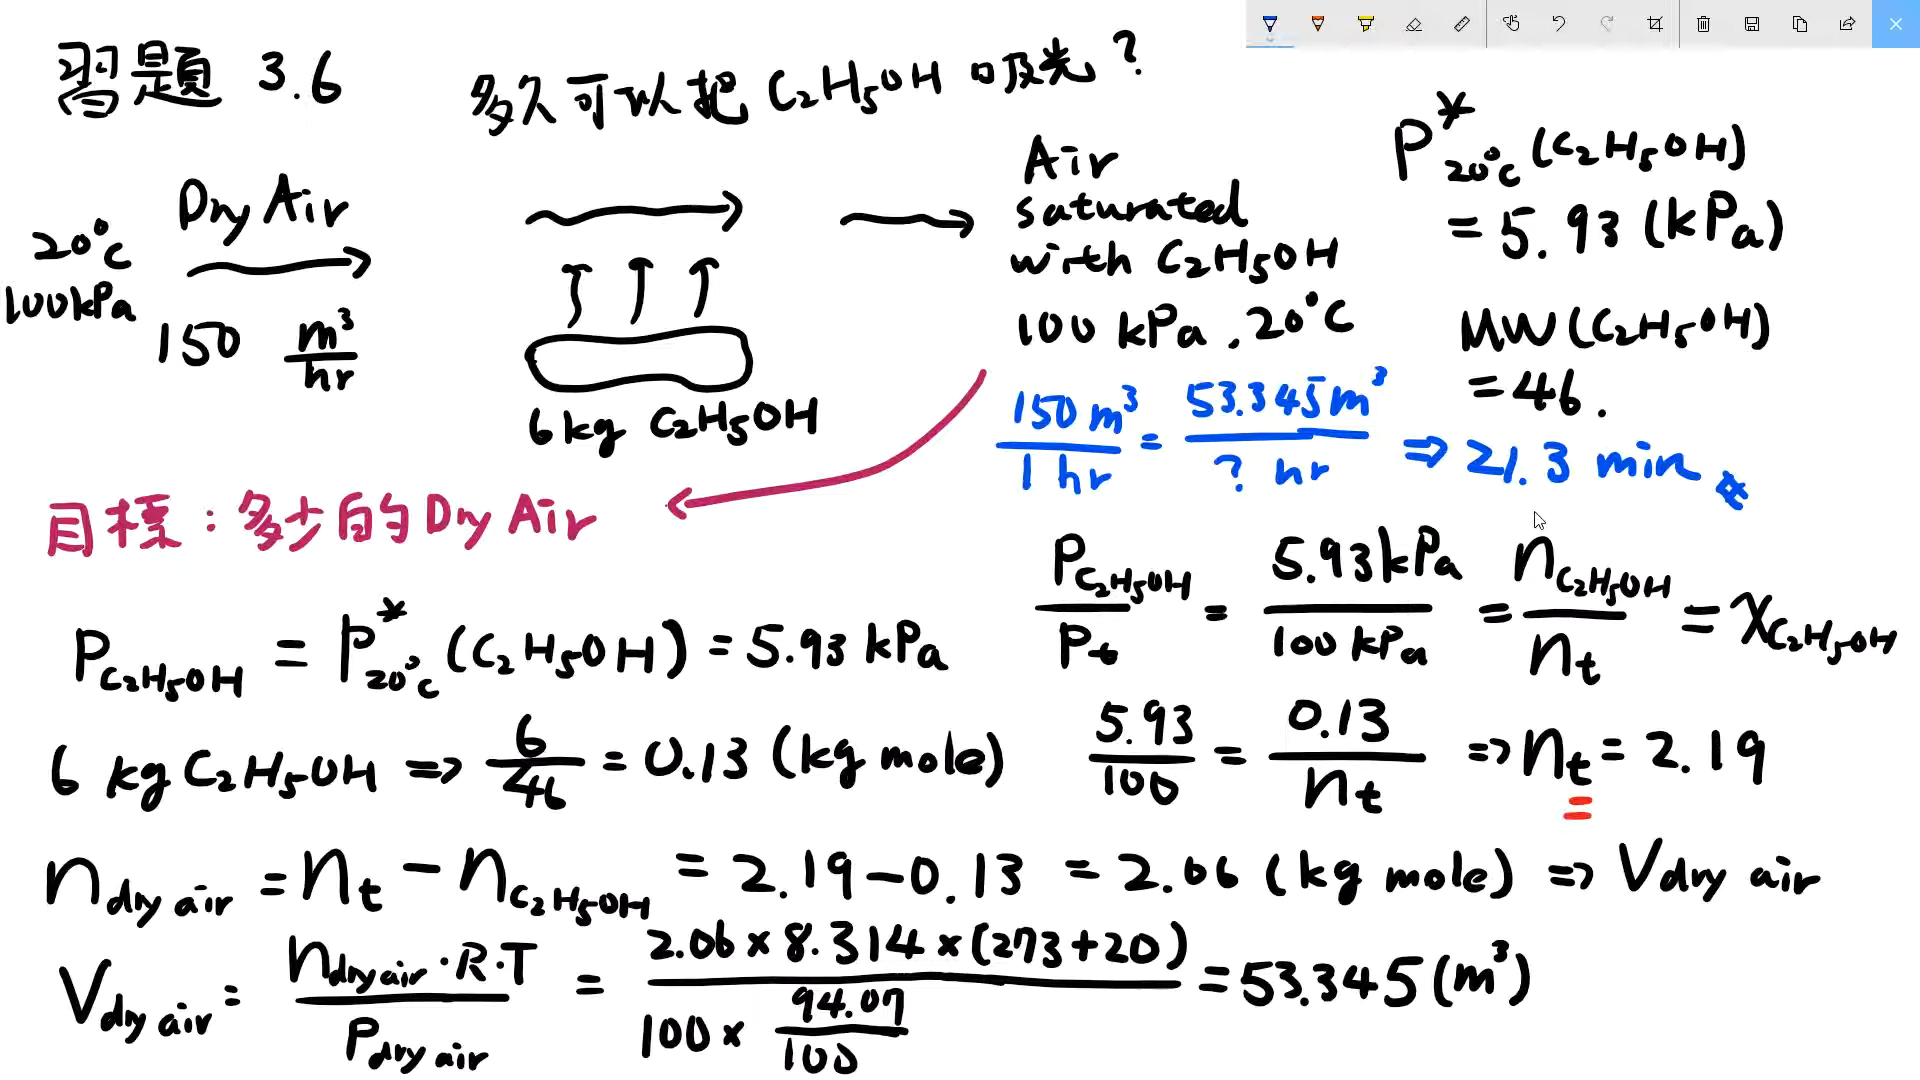 習題 3.6
多久可以把 C₂H₅OH 吸光?
20°C
100kPa
Dry Air
150 m³/hr
6 kg C₂H₅OH
Air
saturated
with C₂H₅OH
100 kPa, 20°C
P*20°C (C₂H₅OH)
= 5.93 (kPa)
MW (C₂H₅OH)
= 46.
150 m³/1 hr = 53.345 m³/? hr ⇒ 21.3 min
目標:多少的 Dry Air
P_C₂H₅OH/Pt = 5.93 kPa/100 kPa = n_C₂H₅OH/nt = x_C₂H₅OH
P_C₂H₅OH = P*20°C (C₂H₅OH) = 5.93 kPa
6 kg C₂H₅OH ⇒ 6/46 = 0.13 (kg mole)
5.93/100 = 0.13/nt ⇒ nt = 2.19
n dry air = nt − n_C₂H₅OH = 2.19 − 0.13 = 2.06 (kg mole) ⇒ V dry air
V dry air = n dry air · R · T/P dry air = 2.06 × 8.314 × (273+20)/100 × 94.07/100 = 53.345 (m³)